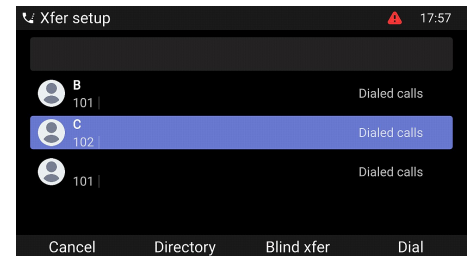 Xfer setup 17:57
B
101 | Dialed calls
C
102 | Dialed calls
101 | Dialed calls
Cancel Directory Blind xfer Dial